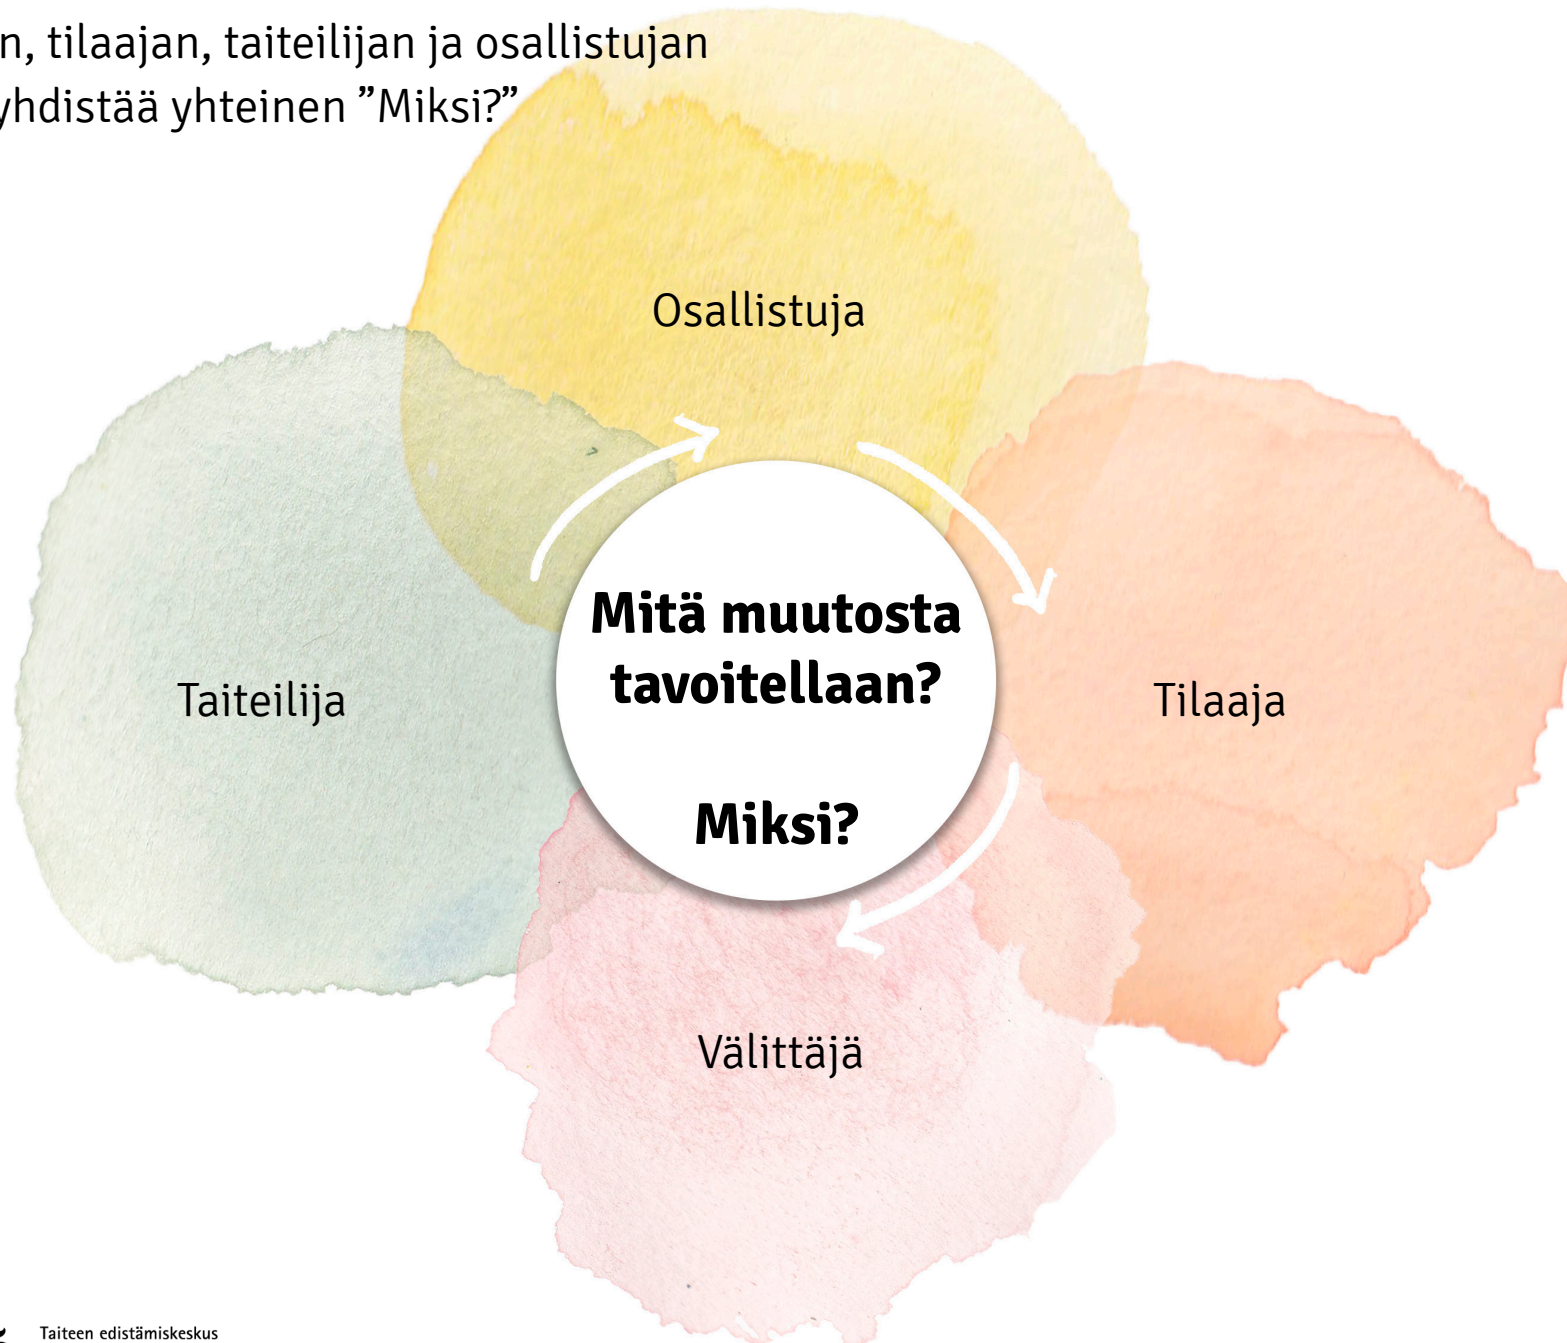 n, tilaajan, taiteilijan ja osallistujan
yhdistää yhteinen ”Miksi?”
Osallistuja
Taiteilija
Mitä muutosta
tavoitellaan?
Miksi?
Tilaaja
Välittäjä
Taiteen edistämiskeskus